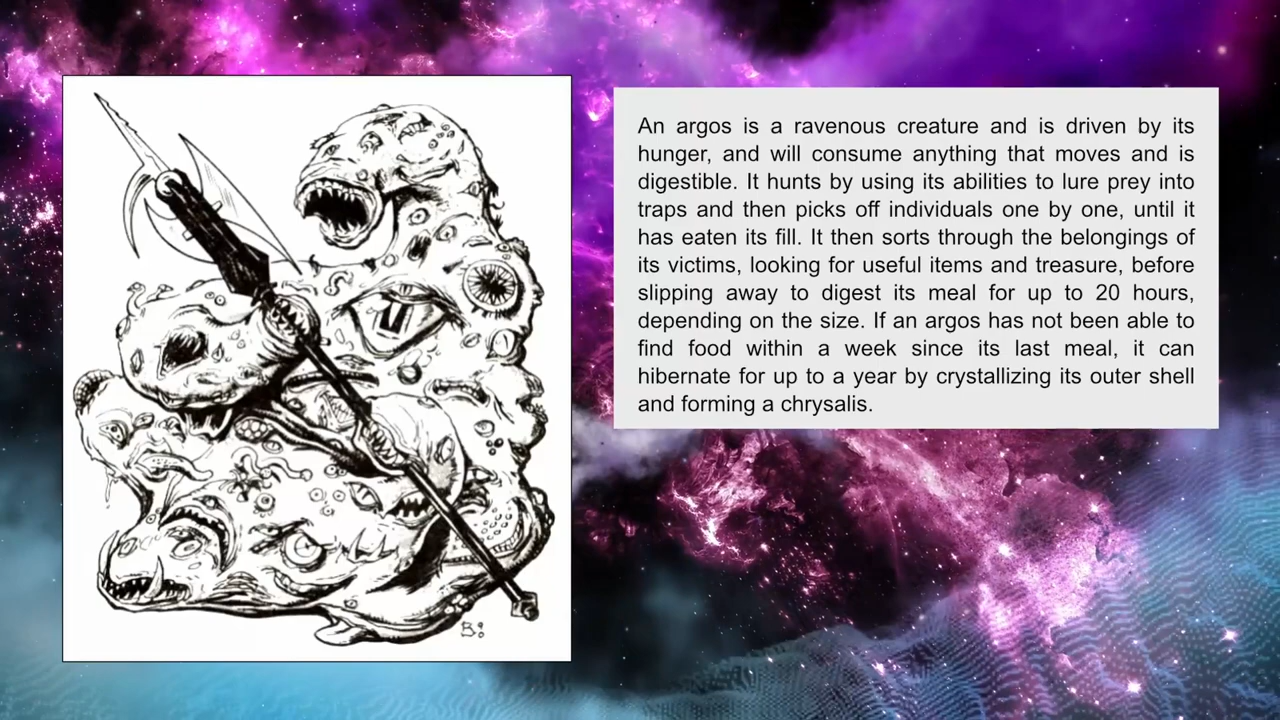 An argos is a ravenous creature and is driven by its
hunger, and will consume anything that moves and is
digestible. It hunts by using its abilities to lure prey into
traps and then picks off individuals one by one, until it
has eaten its fill. It then sorts through the belongings of
its victims, looking for useful items and treasure, before
slipping away to digest its meal for up to 20 hours,
depending on the size. If an argos has not been able to
find food within a week since its last meal, it can
hibernate for up to a year by crystallizing its outer shell
and forming a chrysalis.